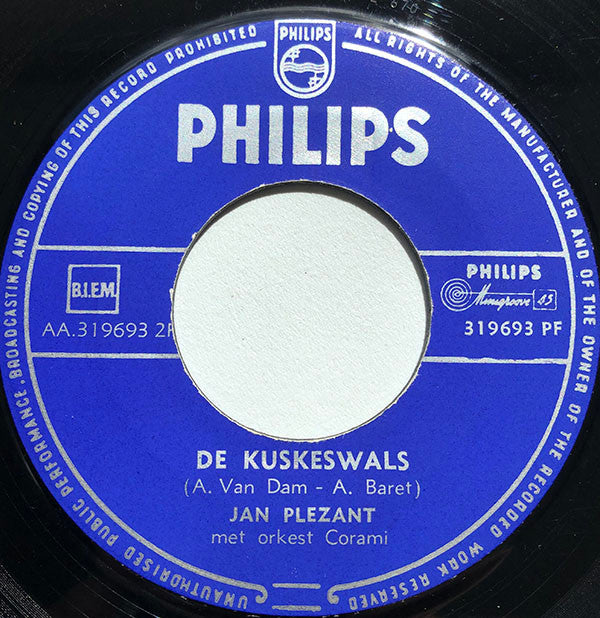 UNAUTHORISED PUBLIC PERFORMANCE. BROADCASTING AND COPYING OF THIS RECORD PROHIBITED
ALL RIGHTS OF THE MANUFACTURER AND OF THE OWNER OF THE RECORDED WORK RESERVED
PHILIPS
PHILIPS
B.I.E.M.
AA.319693 2F
PHILIPS
Minigroove 45
319693 PF
DE KUSKESWALS
(A. Van Dam - A. Baret)
JAN PLEZANT
met orkest Corami